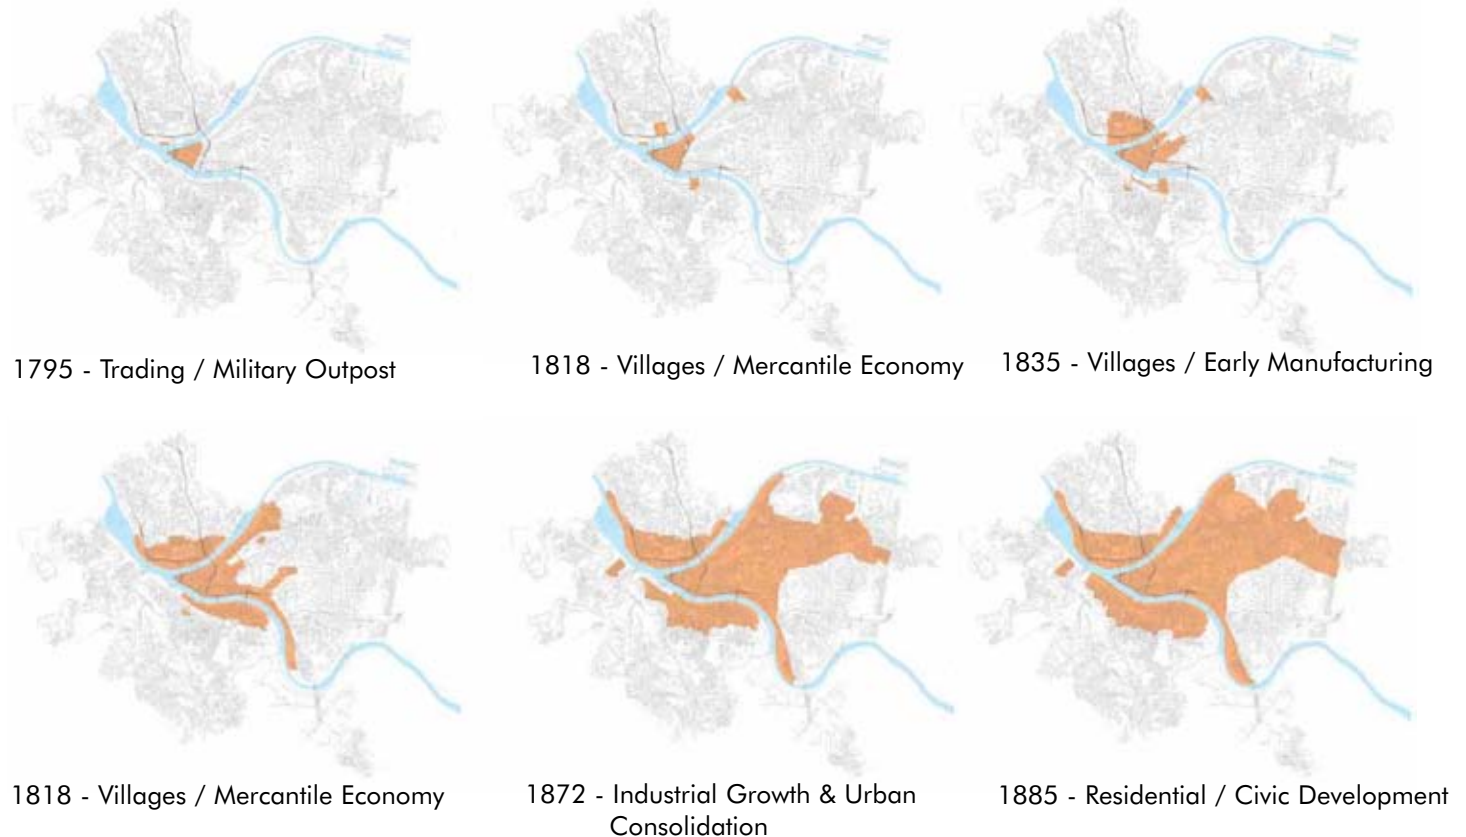 1795 - Trading / Military Outpost
1818 - Villages / Mercantile Economy
1835 - Villages / Early Manufacturing
1818 - Villages / Mercantile Economy
1872 - Industrial Growth & Urban
Consolidation
1885 - Residential / Civic Development